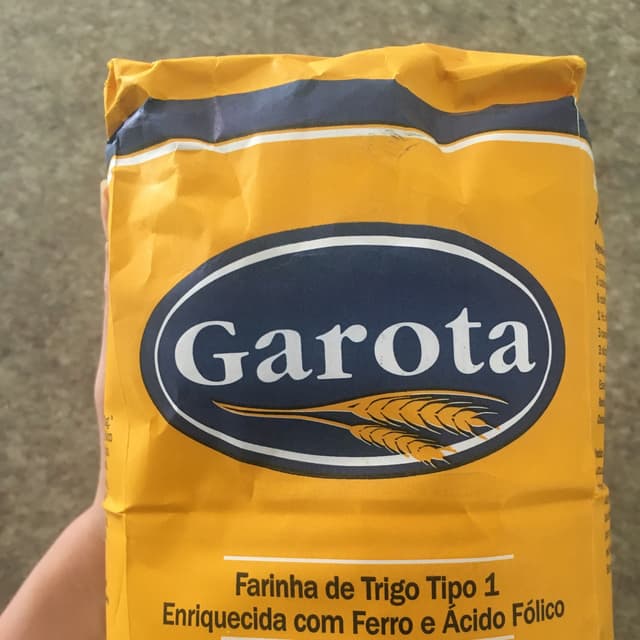 Garota
Farinha de Trigo Tipo 1
Enriquecida com Ferro e Ácido Fólico